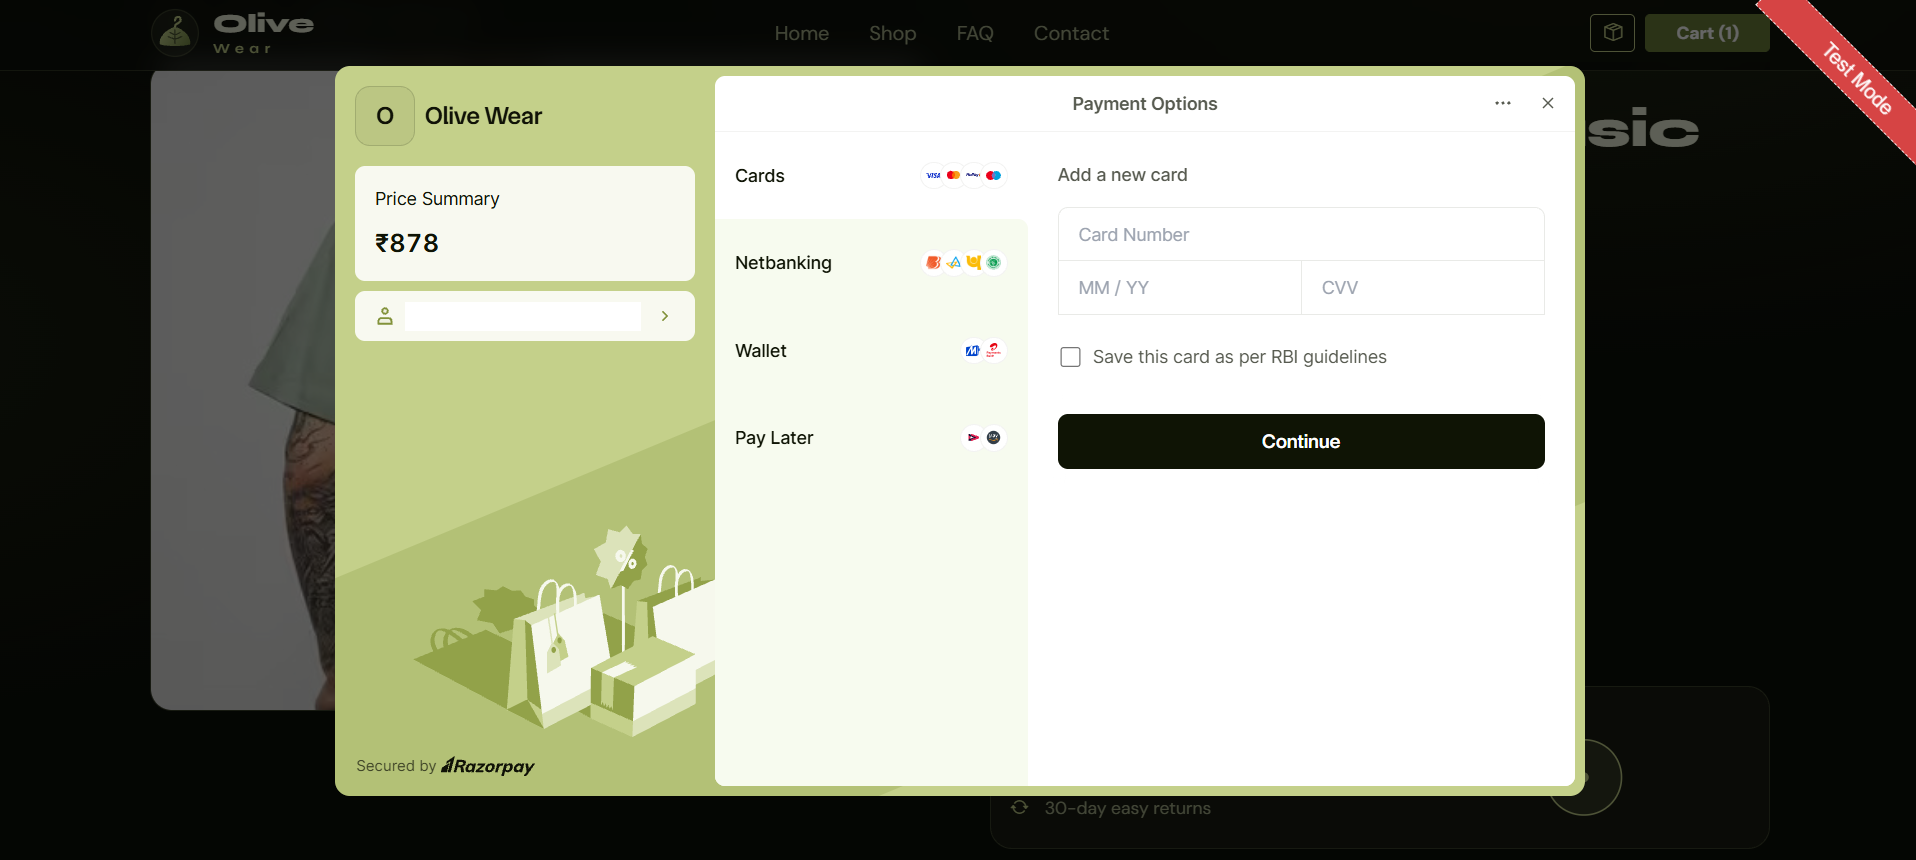 Olive
Wear
Home
Shop
FAQ
Contact
Cart (1)
Test Mode
sic
O
Olive Wear
Price Summary
₹878
Secured by Razorpay
Payment Options
Cards
VISA
RuPay
Netbanking
Wallet
Pay Later
Add a new card
Card Number
MM / YY
CVV
Save this card as per RBI guidelines
Continue
30-day easy returns